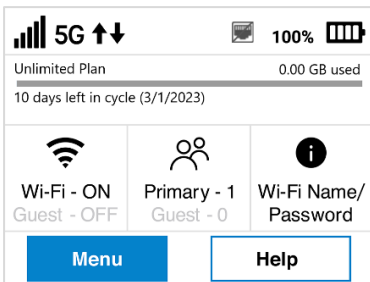 5G 100%
Unlimited Plan 0.00 GB used
10 days left in cycle (3/1/2023)
Wi-Fi - ON Primary - 1 Wi-Fi Name/
Guest - OFF Guest - 0 Password
Menu Help